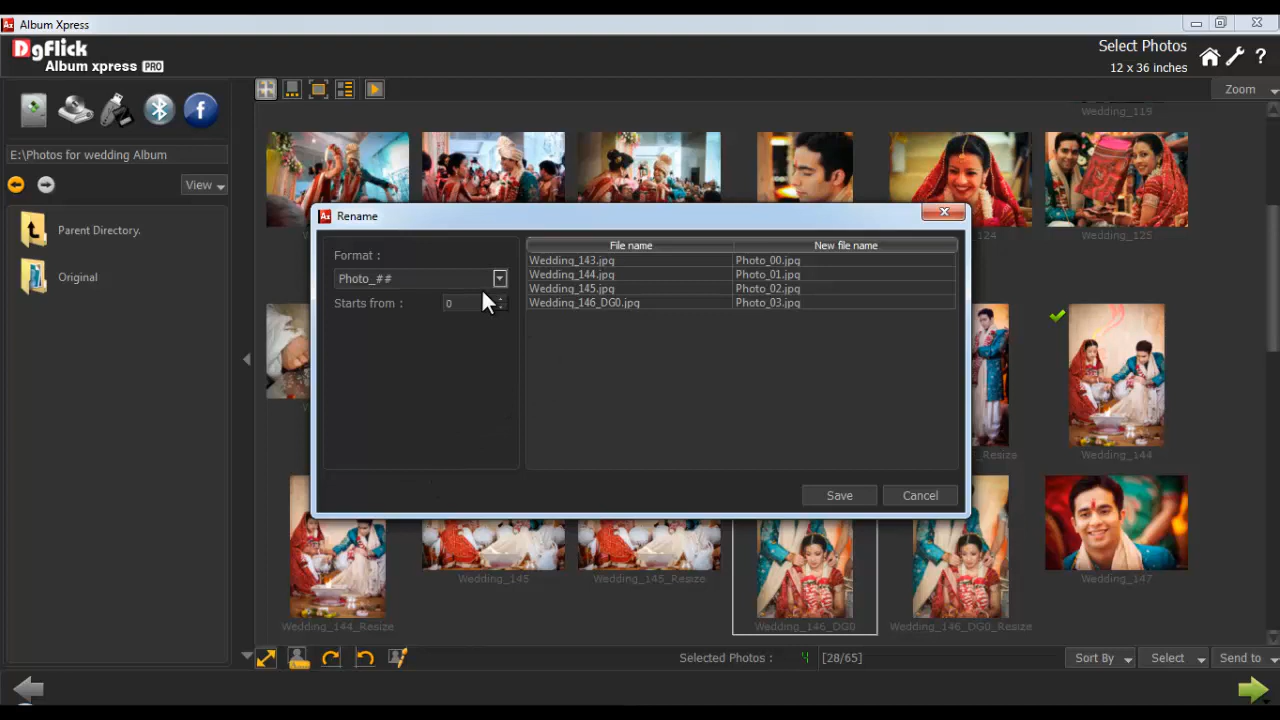 Album Xpress
DgFlick
Album xpress PRO
Select Photos
12 x 36 inches
?
f
Zoom
E:\Photos for wedding Album
View
Parent Directory.
Original
Wedding_119
124
Wedding_125
Rename
Format :
Photo_##
Starts from :
0
File name
New file name
Wedding_143.jpg
Photo_00.jpg
Wedding_144.jpg
Photo_01.jpg
Wedding_145.jpg
Photo_02.jpg
Wedding_146_DG0.jpg
Photo_03.jpg
Save
Cancel
_Resize
Wedding_144
Wedding_144_Resize
Wedding_145
Wedding_145_Resize
Wedding_146_DG0
Wedding_146_DG0_Resize
Wedding_147
Selected Photos :
4
[28/65]
Sort By
Select
Send to